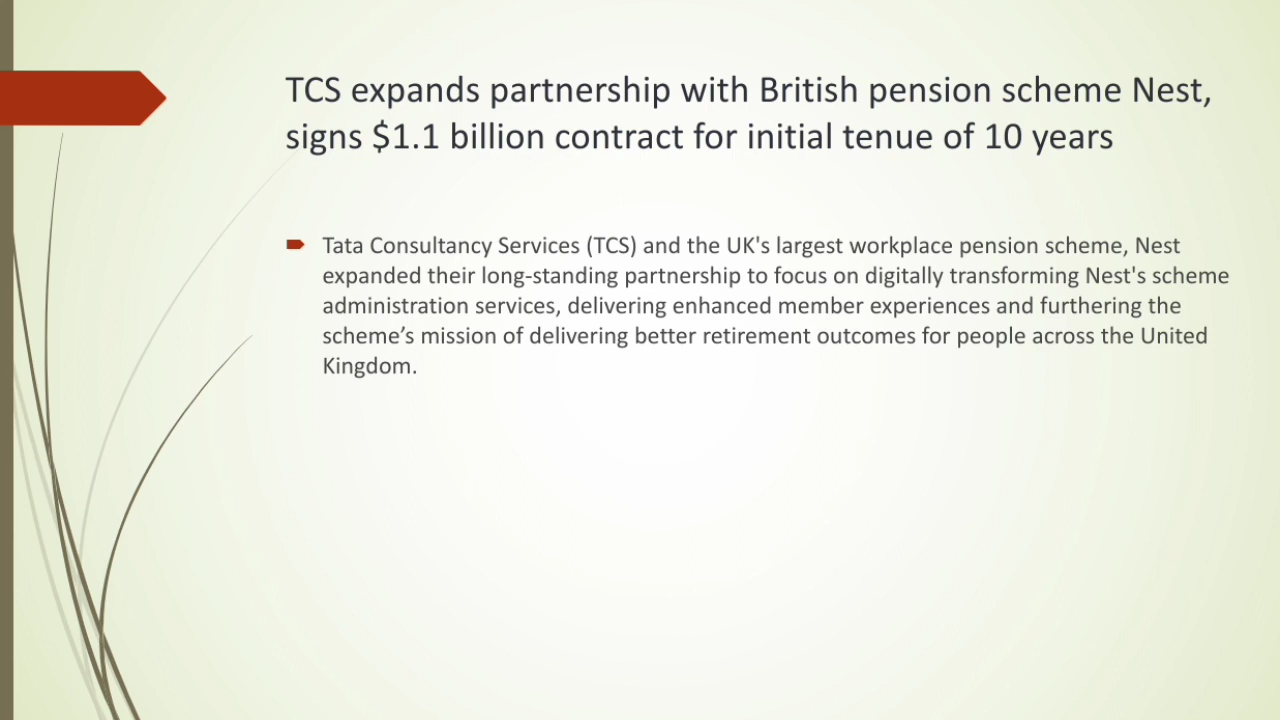 TCS expands partnership with British pension scheme Nest,
signs $1.1 billion contract for initial tenue of 10 years
Tata Consultancy Services (TCS) and the UK's largest workplace pension scheme, Nest
expanded their long-standing partnership to focus on digitally transforming Nest's scheme
administration services, delivering enhanced member experiences and furthering the
scheme’s mission of delivering better retirement outcomes for people across the United
Kingdom.